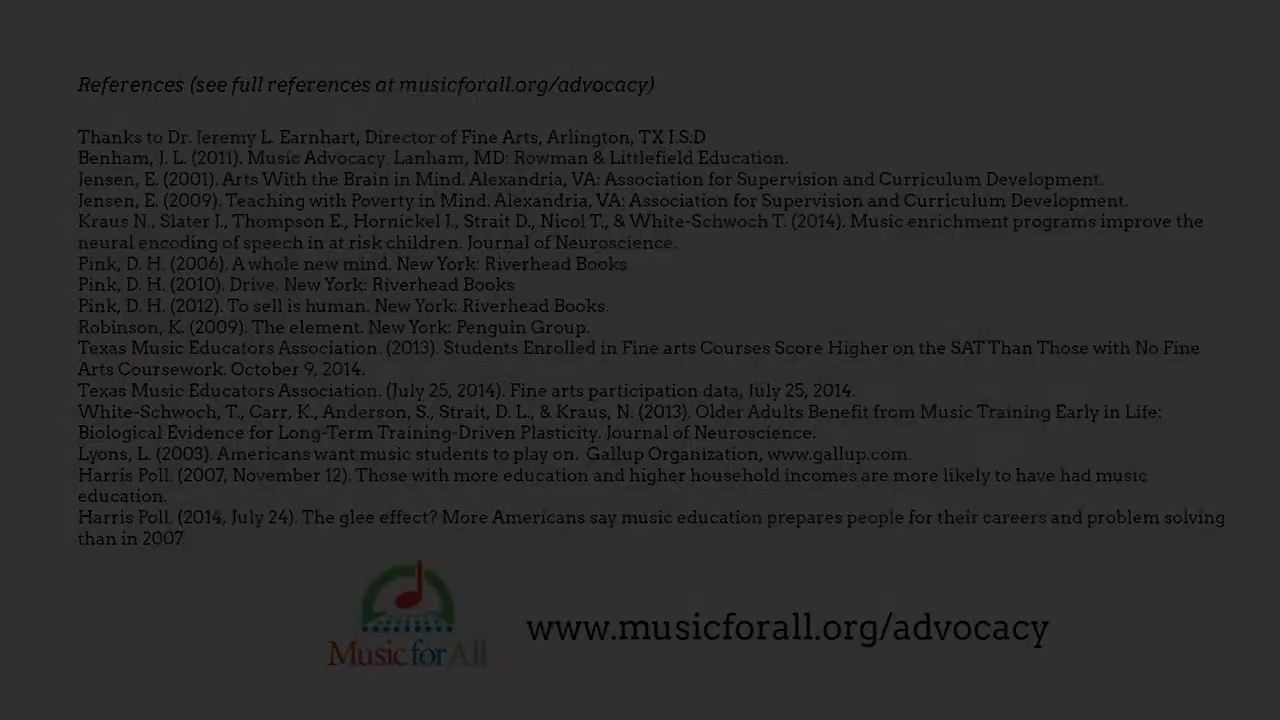 References (see full references at musicforall.org/advocacy)
Thanks to Dr. Jeremy L. Earnhart, Director of Fine Arts, Arlington, TX I.S.D
Benham, J. L. (2011). Music Advocacy. Lanham, MD: Rowman & Littlefield Education.
Jensen, E. (2001). Arts With the Brain in Mind. Alexandria, VA: Association for Supervision and Curriculum Development.
Jensen, E. (2009). Teaching with Poverty in Mind. Alexandria, VA: Association for Supervision and Curriculum Development.
Kraus N., Slater J., Thompson E., Hornickel J., Strait D., Nicol T., & White-Schwoch T. (2014). Music enrichment programs improve the
neural encoding of speech in at risk children. Journal of Neuroscience.
Pink, D. H. (2006). A whole new mind. New York: Riverhead Books
Pink, D. H. (2010). Drive. New York: Riverhead Books
Pink, D. H. (2012). To sell is human. New York: Riverhead Books.
Robinson, K. (2009). The element. New York: Penguin Group.
Texas Music Educators Association. (2013). Students Enrolled in Fine arts Courses Score Higher on the SAT Than Those with No Fine
Arts Coursework. October 9, 2014.
Texas Music Educators Association. (July 25, 2014). Fine arts participation data, July 25, 2014.
White-Schwoch, T., Carr, K., Anderson, S., Strait, D. L., & Kraus, N. (2013). Older Adults Benefit from Music Training Early in Life:
Biological Evidence for Long-Term Training-Driven Plasticity. Journal of Neuroscience.
Lyons, L. (2003). Americans want music students to play on. Gallup Organization, www.gallup.com.
Harris Poll. (2007, November 12). Those with more education and higher household incomes are more likely to have had music
education.
Harris Poll. (2014, July 24). The glee effect? More Americans say music education prepares people for their careers and problem solving
than in 2007.
www.musicforall.org/advocacy
Music for All